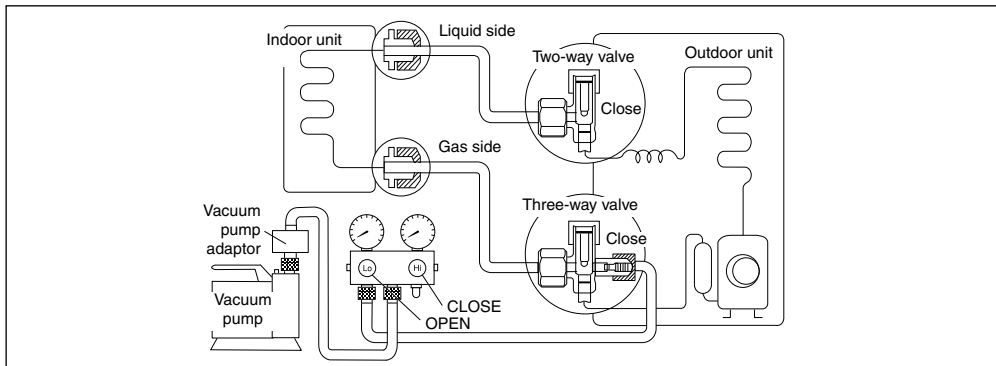 Liquid side
Indoor unit
Two-way valve
Outdoor unit
Close
Gas side
Three-way valve
Close
Vacuum
pump
adaptor
Lo
Hi
Vacuum
pump
CLOSE
OPEN